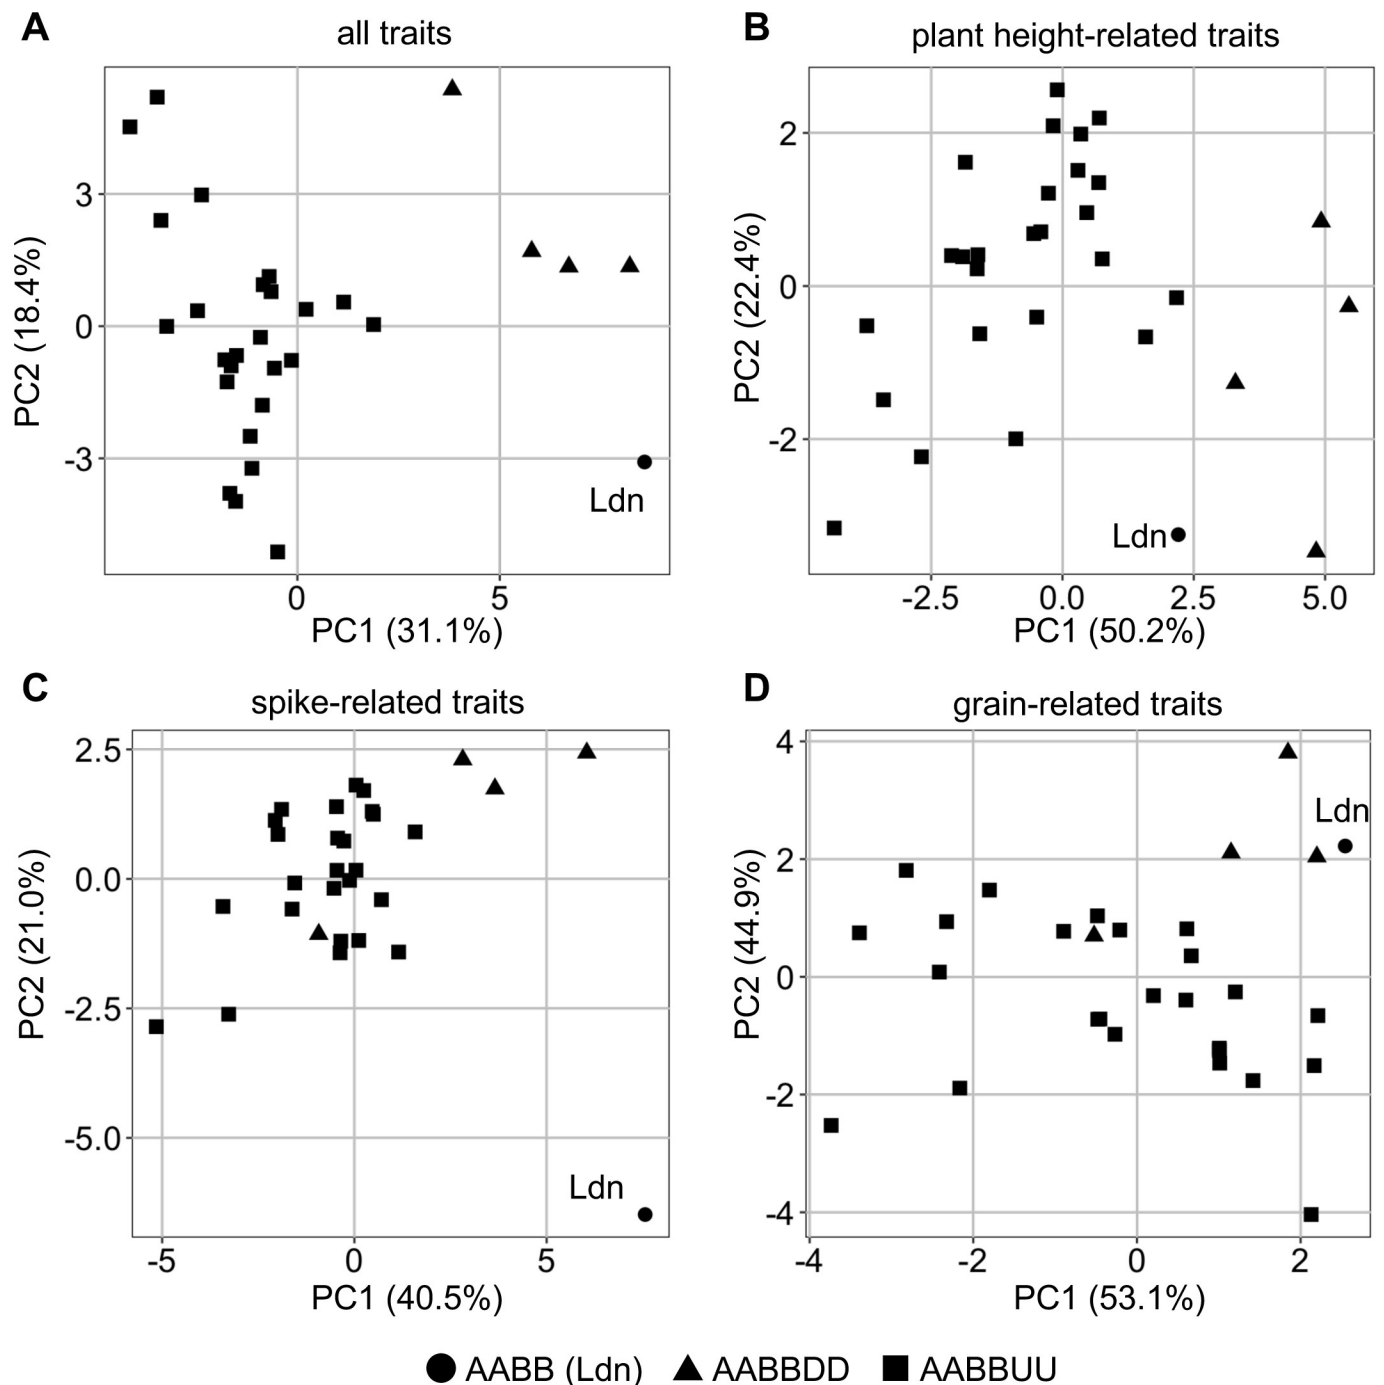 A
all traits
PC2 (18.4%)
3
0
-3
Ldn
0
5
PC1 (31.1%)
B
plant height-related traits
PC2 (22.4%)
2
0
-2
Ldn
-2.5
0.0
2.5
5.0
PC1 (50.2%)
C
spike-related traits
PC2 (21.0%)
2.5
0.0
-2.5
-5.0
Ldn
-5
0
5
PC1 (40.5%)
D
grain-related traits
PC2 (44.9%)
4
2
0
-2
-4
Ldn
-4
-2
0
2
PC1 (53.1%)
AABB (Ldn)
AABBDD
AABBUU